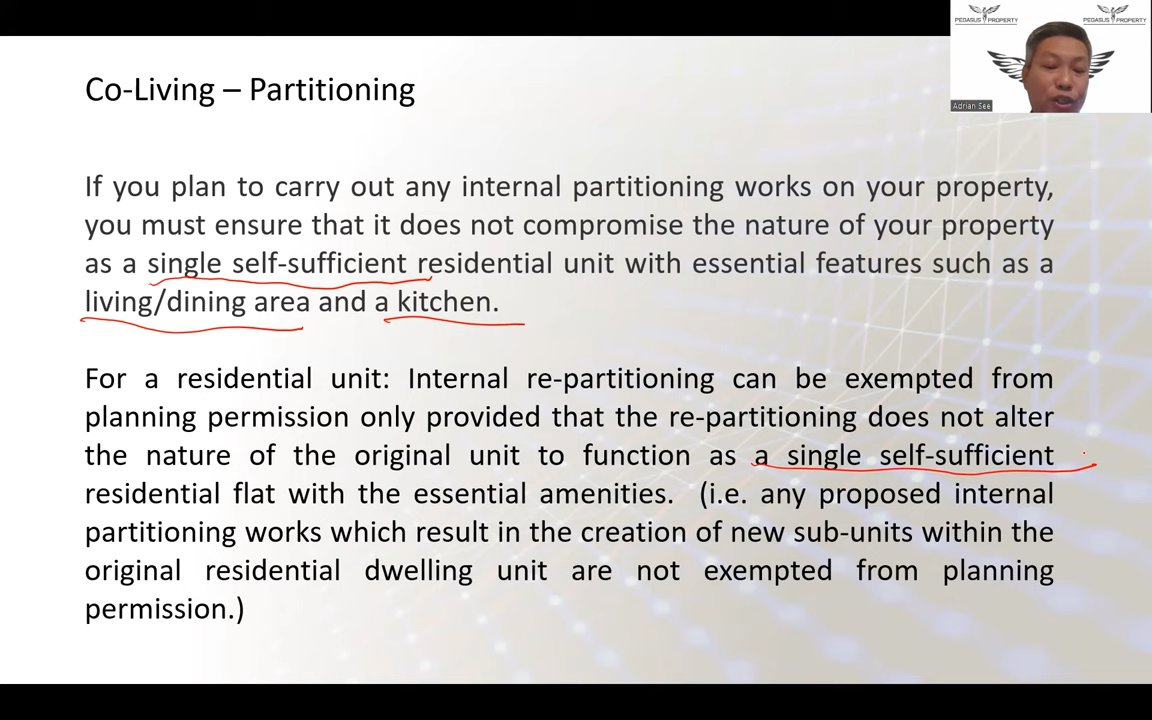 PEGASUS PROPERTY
PEGASUS PROPERTY
Adrian See
Co-Living – Partitioning
If you plan to carry out any internal partitioning works on your property,
you must ensure that it does not compromise the nature of your property
as a single self-sufficient residential unit with essential features such as a
living/dining area and a kitchen.
For a residential unit: Internal re-partitioning can be exempted from
planning permission only provided that the re-partitioning does not alter
the nature of the original unit to function as a single self-sufficient
residential flat with the essential amenities. (i.e. any proposed internal
partitioning works which result in the creation of new sub-units within the
original residential dwelling unit are not exempted from planning
permission.)